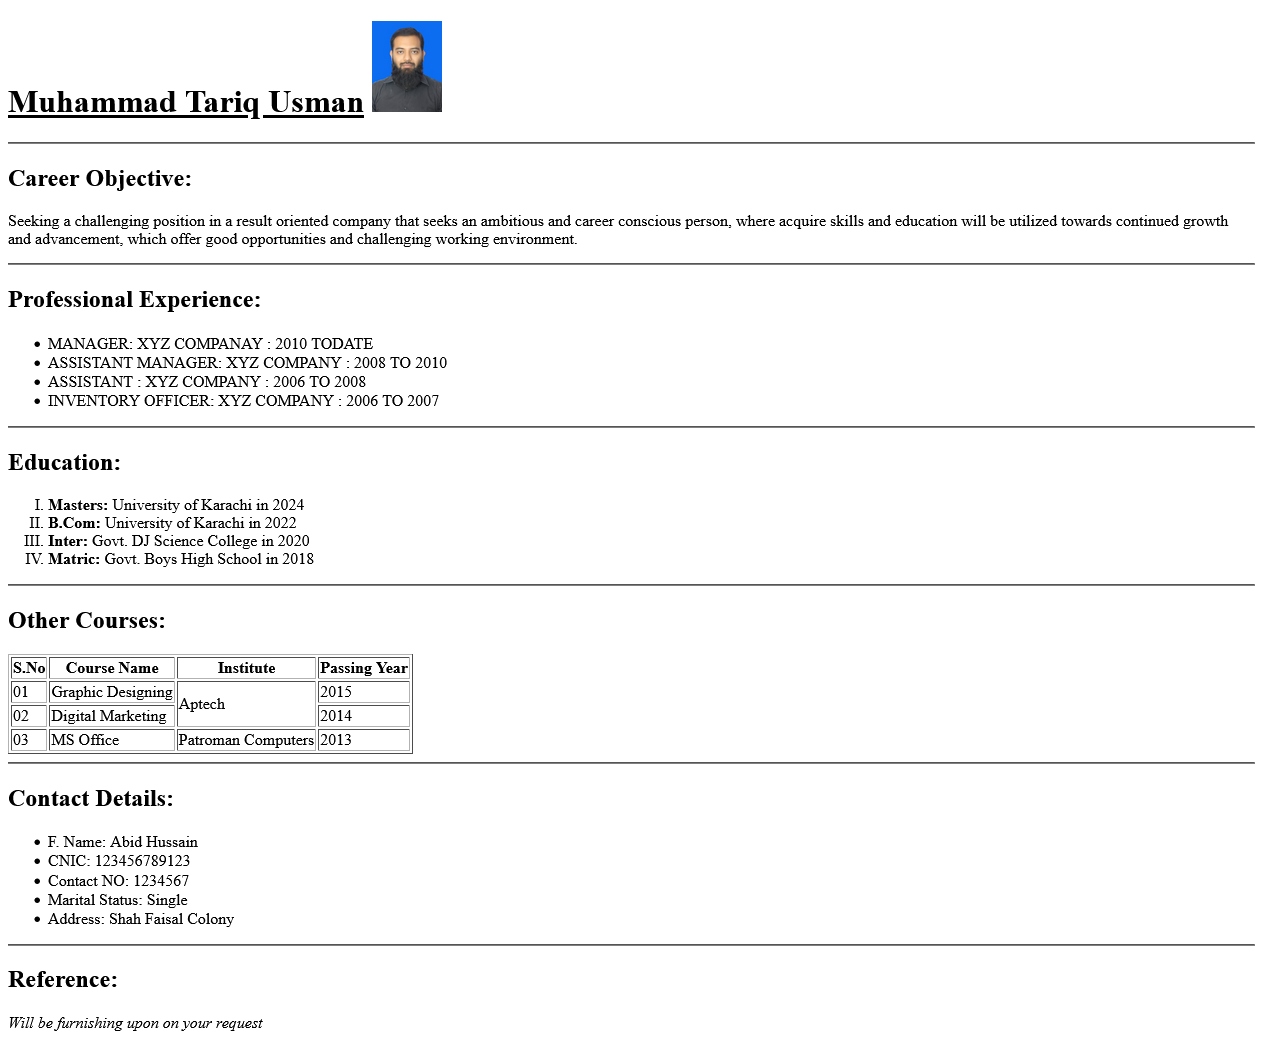 Muhammad Tariq Usman
Career Objective:
Seeking a challenging position in a result oriented company that seeks an ambitious and career conscious person, where acquire skills and education will be utilized towards continued growth
and advancement, which offer good opportunities and challenging working environment.
Professional Experience:
• MANAGER: XYZ COMPANAY : 2010 TODATE
• ASSISTANT MANAGER: XYZ COMPANY : 2008 TO 2010
• ASSISTANT : XYZ COMPANY : 2006 TO 2008
• INVENTORY OFFICER: XYZ COMPANY : 2006 TO 2007
Education:
I. Masters: University of Karachi in 2024
II. B.Com: University of Karachi in 2022
III. Inter: Govt. DJ Science College in 2020
IV. Matric: Govt. Boys High School in 2018
Other Courses:
S.No Course Name Institute Passing Year
01 Graphic Designing Aptech 2015
02 Digital Marketing 2014
03 MS Office Patroman Computers 2013
Contact Details:
• F. Name: Abid Hussain
• CNIC: 123456789123
• Contact NO: 1234567
• Marital Status: Single
• Address: Shah Faisal Colony
Reference:
Will be furnishing upon on your request